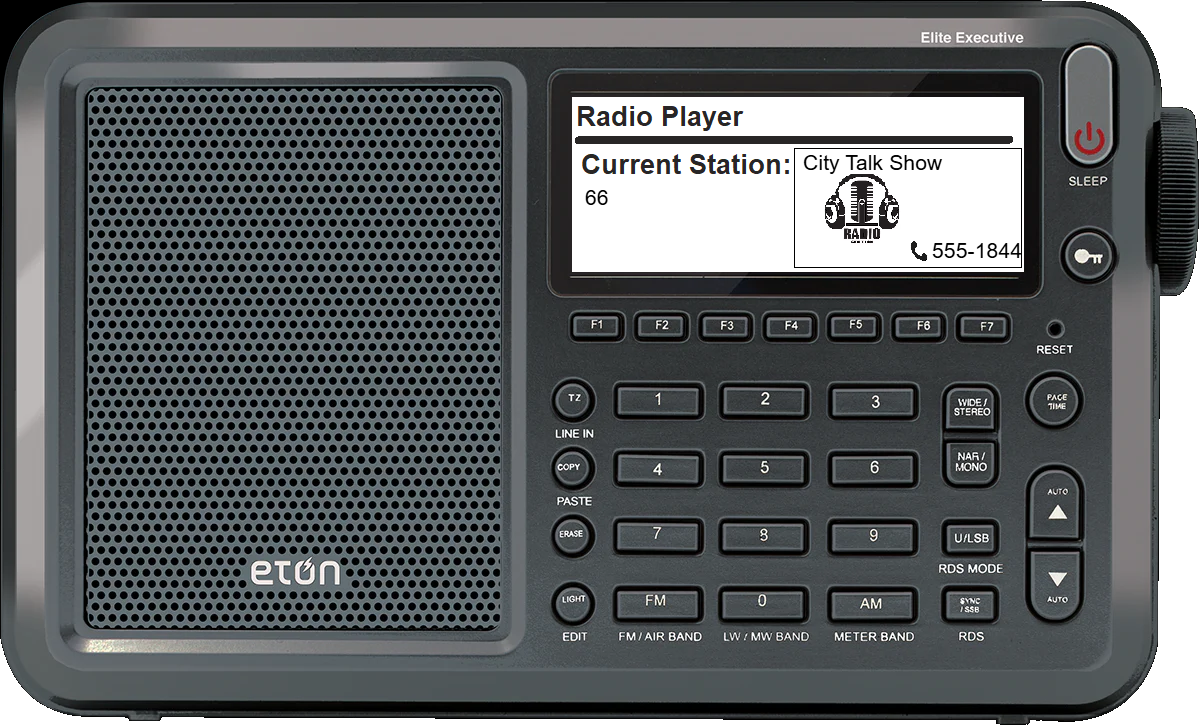 Elite Executive
Radio Player
Current Station:
66
City Talk Show
RADIO
555-1844
SLEEP
F1 F2 F3 F4 F5 F6 F7
RESET
TZ 1 2 3 WIDE / STEREO PAGE TIME
LINE IN
COPY 4 5 6 NAR / MONO
PASTE
AUTO
ERASE 7 8 9 U/LSB
RDS MODE
LIGHT FM 0 AM SYNC / SSB
AUTO
EDIT FM / AIR BAND LW / MW BAND METER BAND RDS
etón